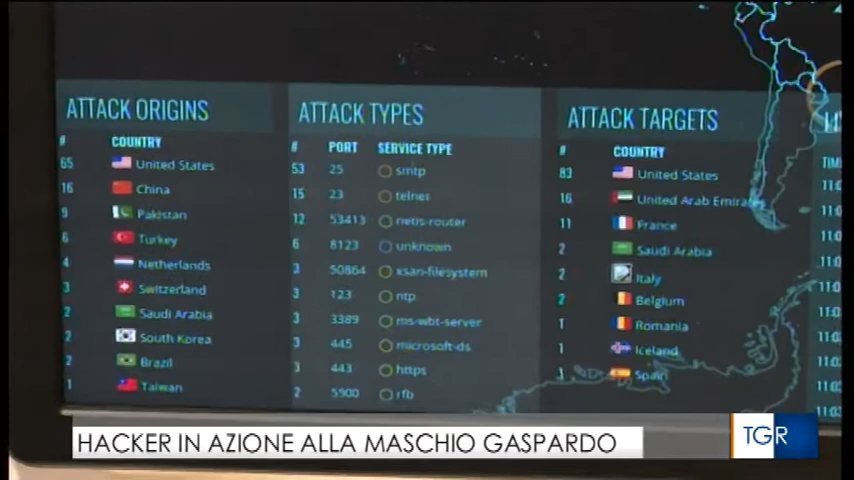 ATTACK ORIGINS
# COUNTRY
65 United States
16 China
9 Pakistan
6 Turkey
4 Netherlands
3 Switzerland
2 Saudi Arabia
2 South Korea
2 Brazil
1 Taiwan
ATTACK TYPES
# PORT SERVICE TYPE
53 25 smtp
15 23 telnet
12 53413 netis-router
6 8123 unknown
3 50864 xsan-filesystem
3 123 ntp
3 3389 ms-wbt-server
3 445 microsoft-ds
3 443 https
2 5900 rfb
ATTACK TARGETS
# COUNTRY
83 United States
16 United Arab Emirates
11 France
2 Saudi Arabia
2 Italy
2 Belgium
1 Romania
1 Iceland
1 Spain
HACKER IN AZIONE ALLA MASCHIO GASPARDO
TGR